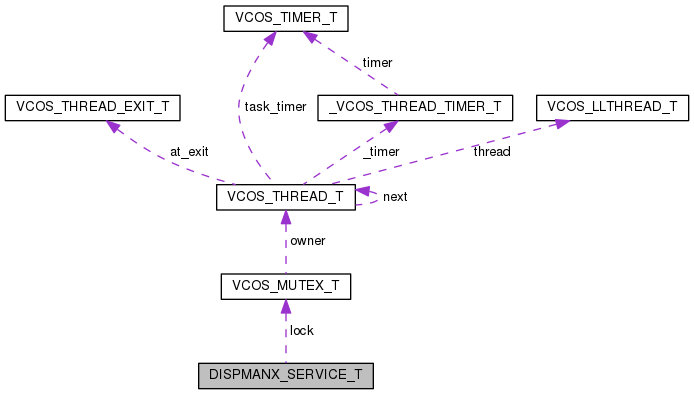 VCOS_TIMER_T
timer
VCOS_THREAD_EXIT_T
task_timer
_VCOS_THREAD_TIMER_T
VCOS_LLTHREAD_T
at_exit
_timer
thread
VCOS_THREAD_T
next
owner
VCOS_MUTEX_T
lock
DISPMANX_SERVICE_T